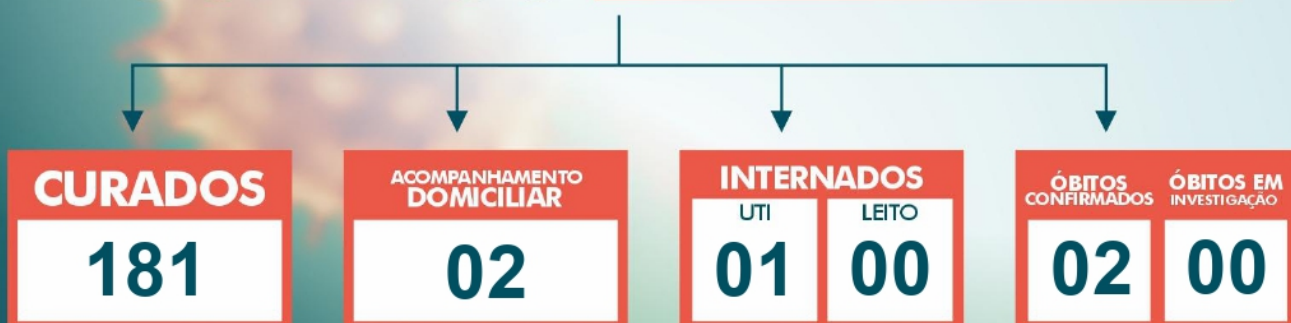 CURADOS
181
ACOMPANHAMENTO
DOMICILIAR
02
INTERNADOS
UTI
01
LEITO
00
ÓBITOS
CONFIRMADOS
02
ÓBITOS EM
INVESTIGAÇÃO
00